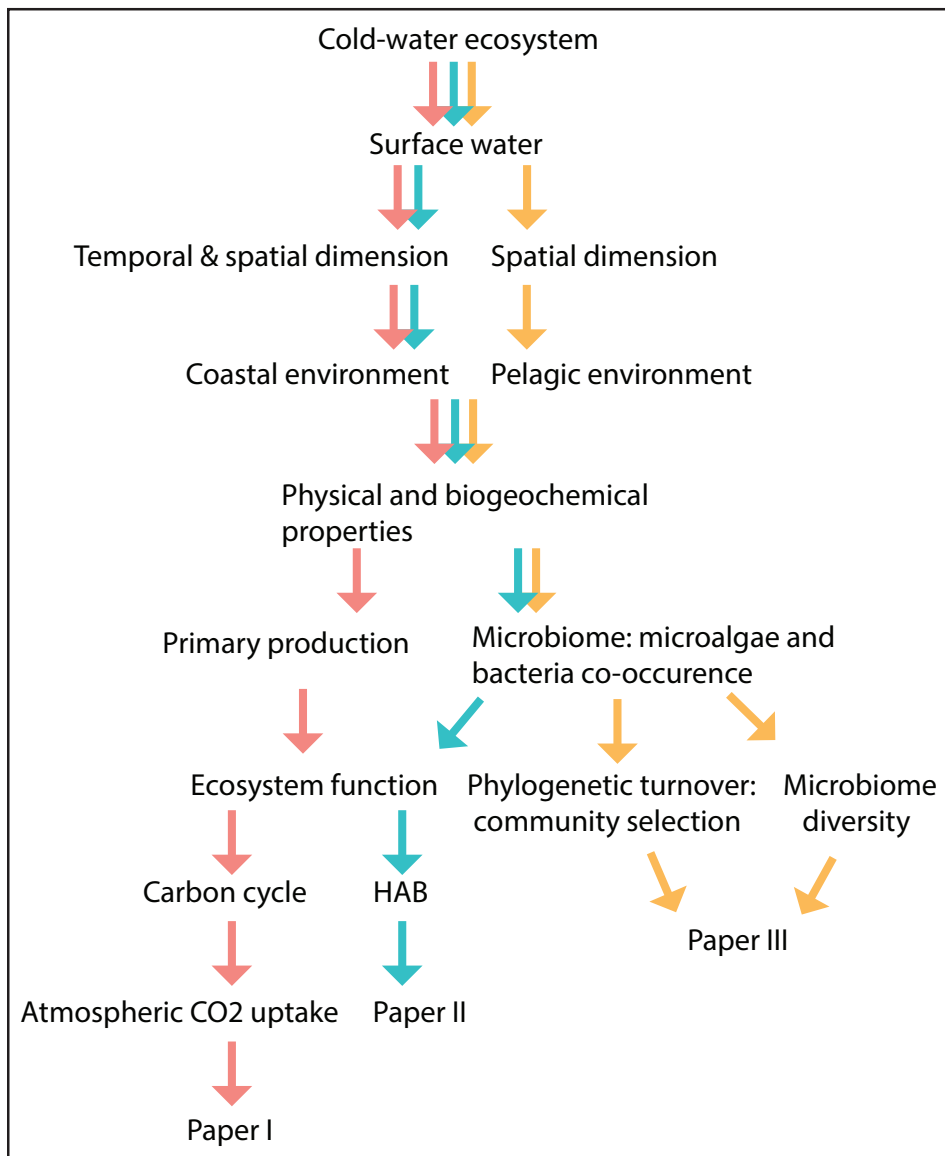 Cold-water ecosystem
Surface water
Temporal & spatial dimension
Spatial dimension
Coastal environment
Pelagic environment
Physical and biogeochemical
properties
Primary production
Microbiome: microalgae and
bacteria co-occurence
Ecosystem function
Phylogenetic turnover:
community selection
Microbiome
diversity
Carbon cycle
HAB
Paper III
Atmospheric CO2 uptake
Paper II
Paper I